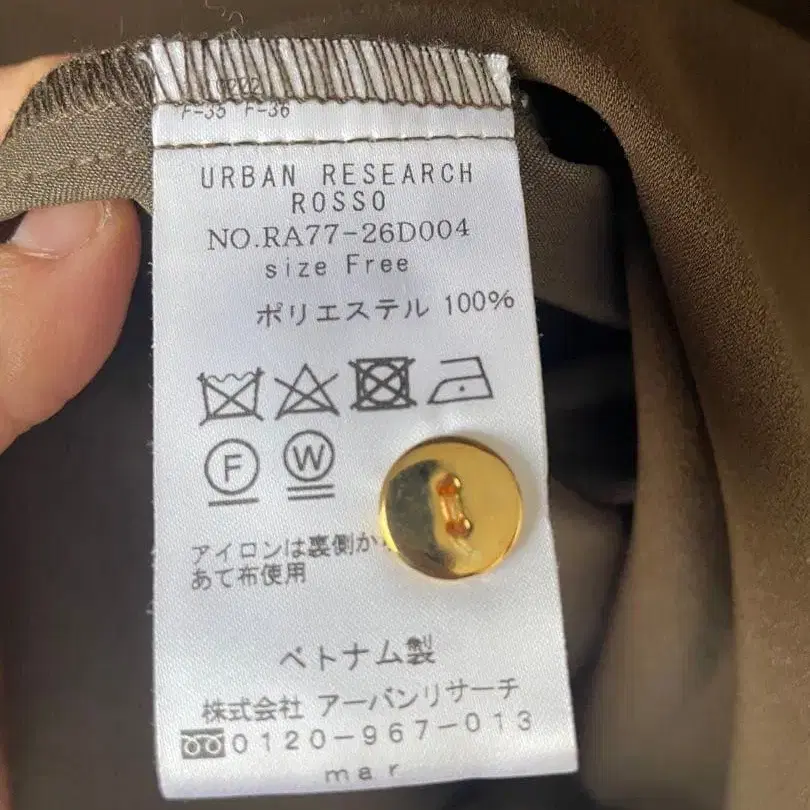 F-35 F-36
URBAN RESEARCH
ROSSO
NO.RA77-26D004
size Free
ポリエステル 100%
F W
アイロンは裏側か
あて布使用
ベトナム製
株式会社 アーバンリサーチ
0120-967-013
mar